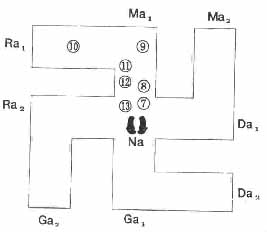 Ma₁
Ma₂
Ra₁
⑩
⑨
⑪
⑫
⑧
Ra₂
⑬
⑦
Da₁
Na
Da₂
Ga₂
Ga₁